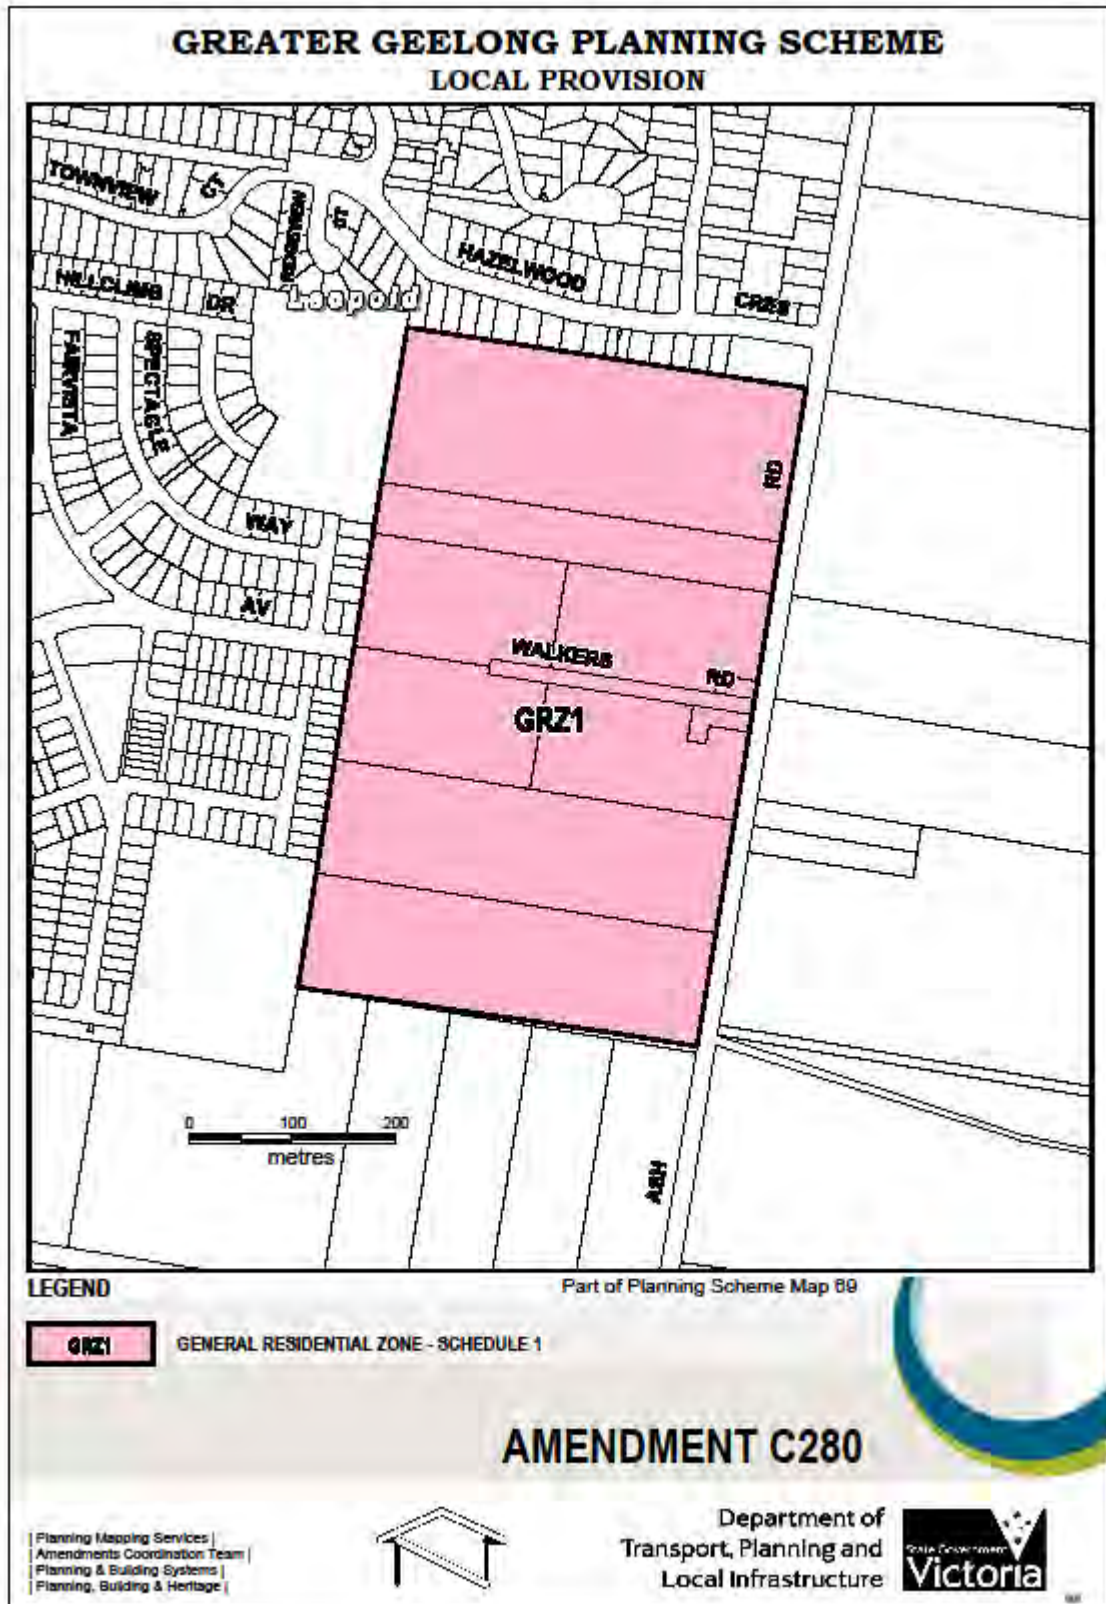 GREATER GEELONG PLANNING SCHEME
LOCAL PROVISION
TOWNVIEW
CT
CT
HAZELWOOD
CRES
HILLCLIMB
DR
Leopold
FAIRVISTA
SPECTACLE
RD
WAY
AV
WALKERS
RD
GRZ1
0 100 200
metres
ASH
LEGEND
Part of Planning Scheme Map 69
GRZ1
GENERAL RESIDENTIAL ZONE - SCHEDULE 1
AMENDMENT C280
| Planning Mapping Services |
| Amendments Coordination Team |
| Planning & Building Systems |
| Planning, Building & Heritage |
Department of
Transport, Planning and
Local Infrastructure
State Government
Victoria